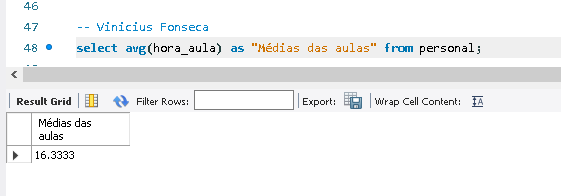 46
47 -- Vinicius Fonseca
48 select avg(hora_aula) as "Médias das aulas" from personal;
Result Grid Filter Rows: Export: Wrap Cell Content: IA
Médias das
aulas
16.3333